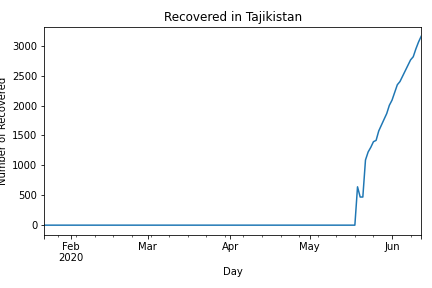 Recovered in Tajikistan
Number of Recovered
3000
2500
2000
1500
1000
500
0
Feb
2020
Mar
Apr
May
Jun
Day